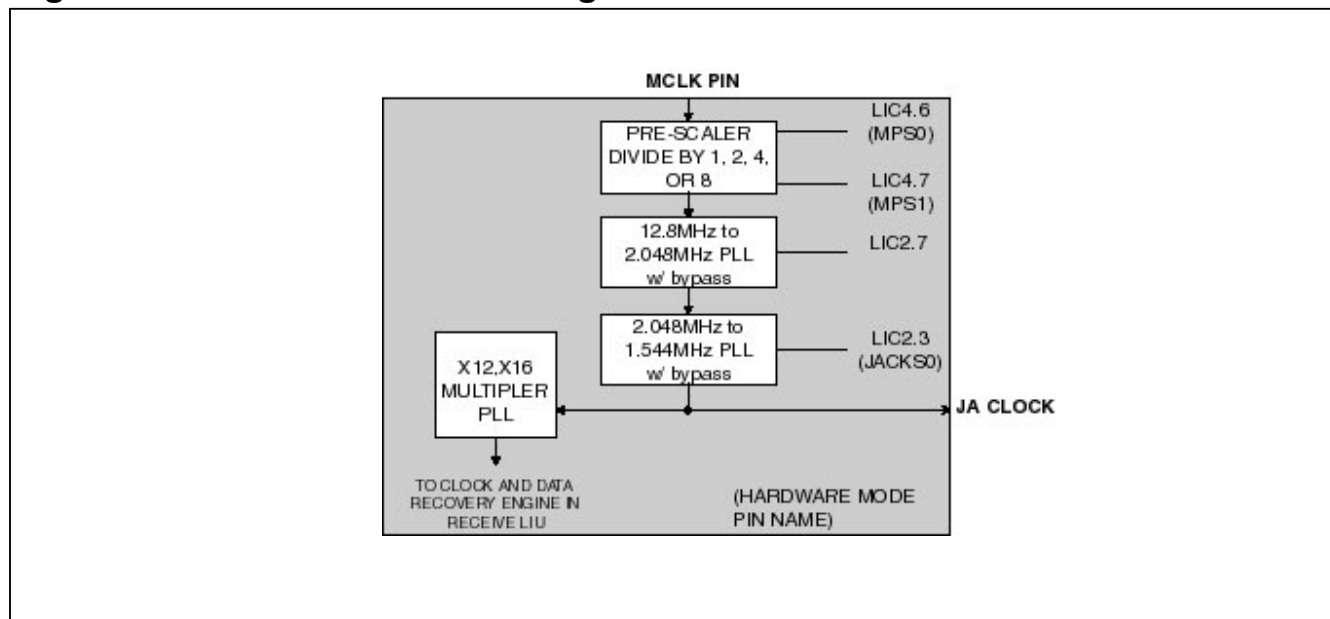 MCLK PIN
PRE-SCALER
DIVIDE BY 1, 2, 4,
OR 8
LIC4.6
(MPS0)
LIC4.7
(MPS1)
12.8MHz to
2.048MHz PLL
w/ bypass
LIC2.7
2.048MHz to
1.544MHz PLL
w/ bypass
LIC2.3
(JACKS0)
X12,X16
MULTIPLER
PLL
JA CLOCK
TO CLOCK AND DATA
RECOVERY ENGINE IN
RECEIVE LIU
(HARDWARE MODE
PIN NAME)